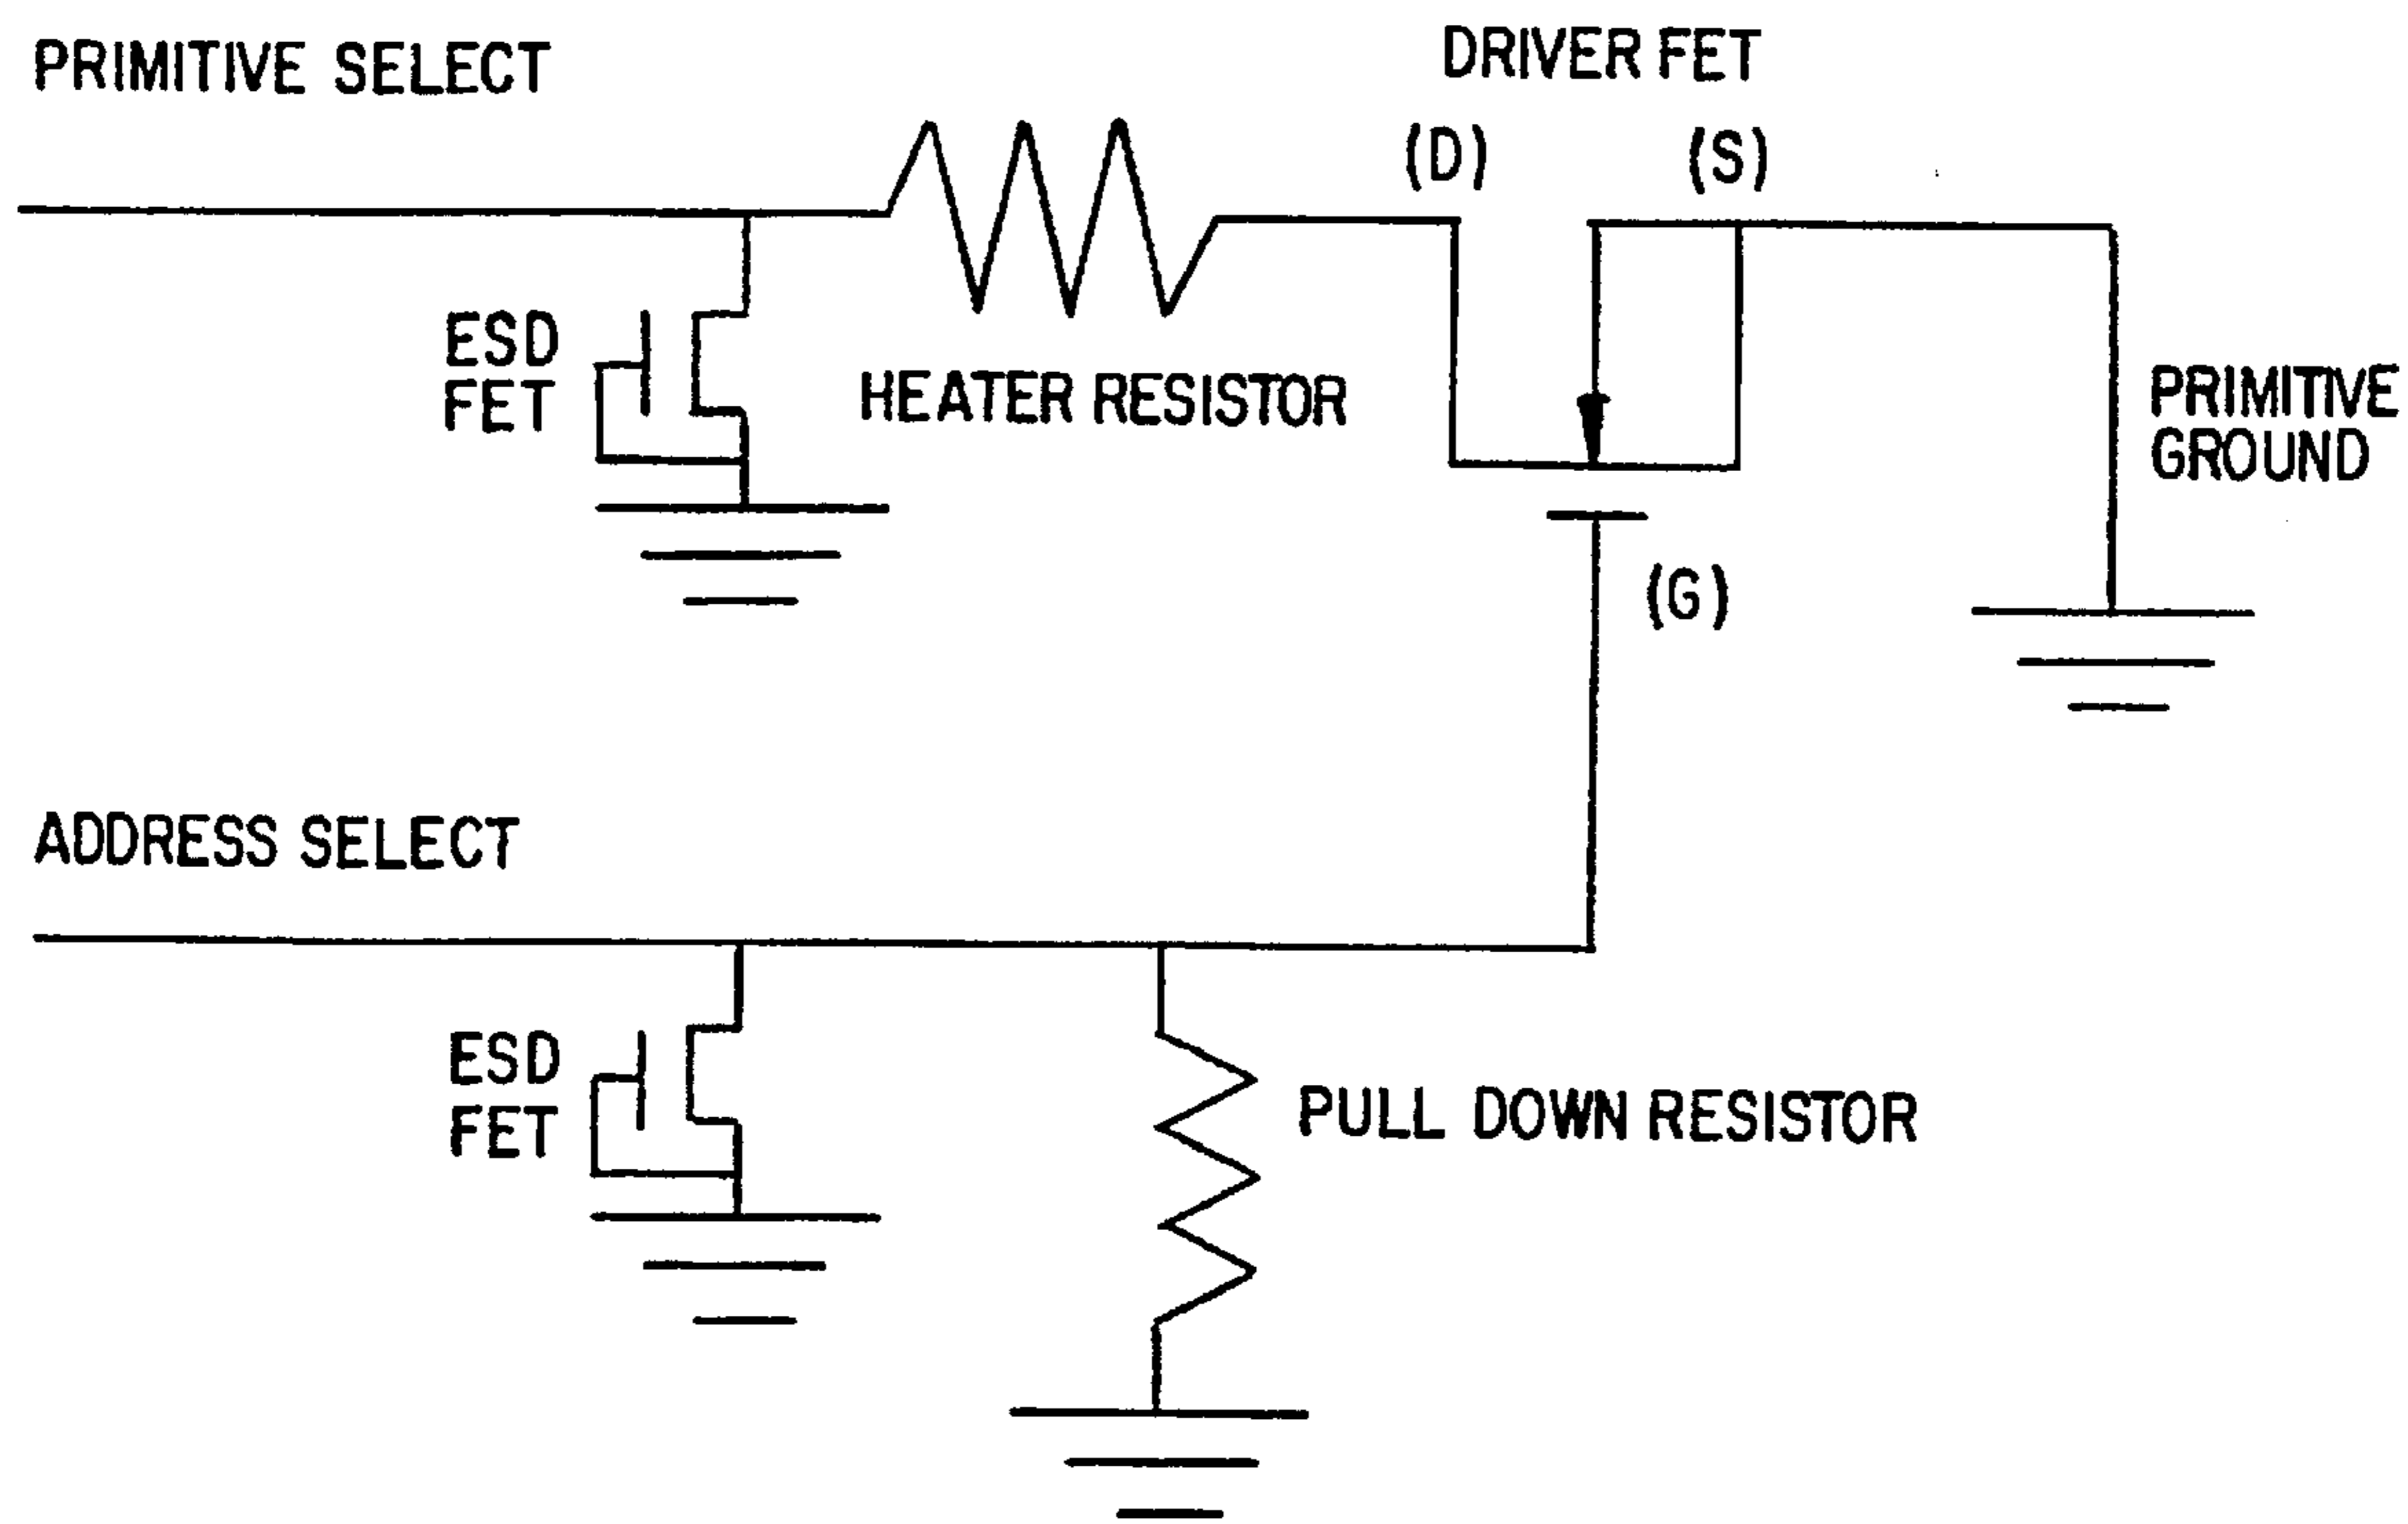 PRIMITIVE SELECT
DRIVER FET
(D)
(S)
ESD
FET
HEATER RESISTOR
PRIMITIVE
GROUND
(G)
ADDRESS SELECT
ESD
FET
PULL DOWN RESISTOR